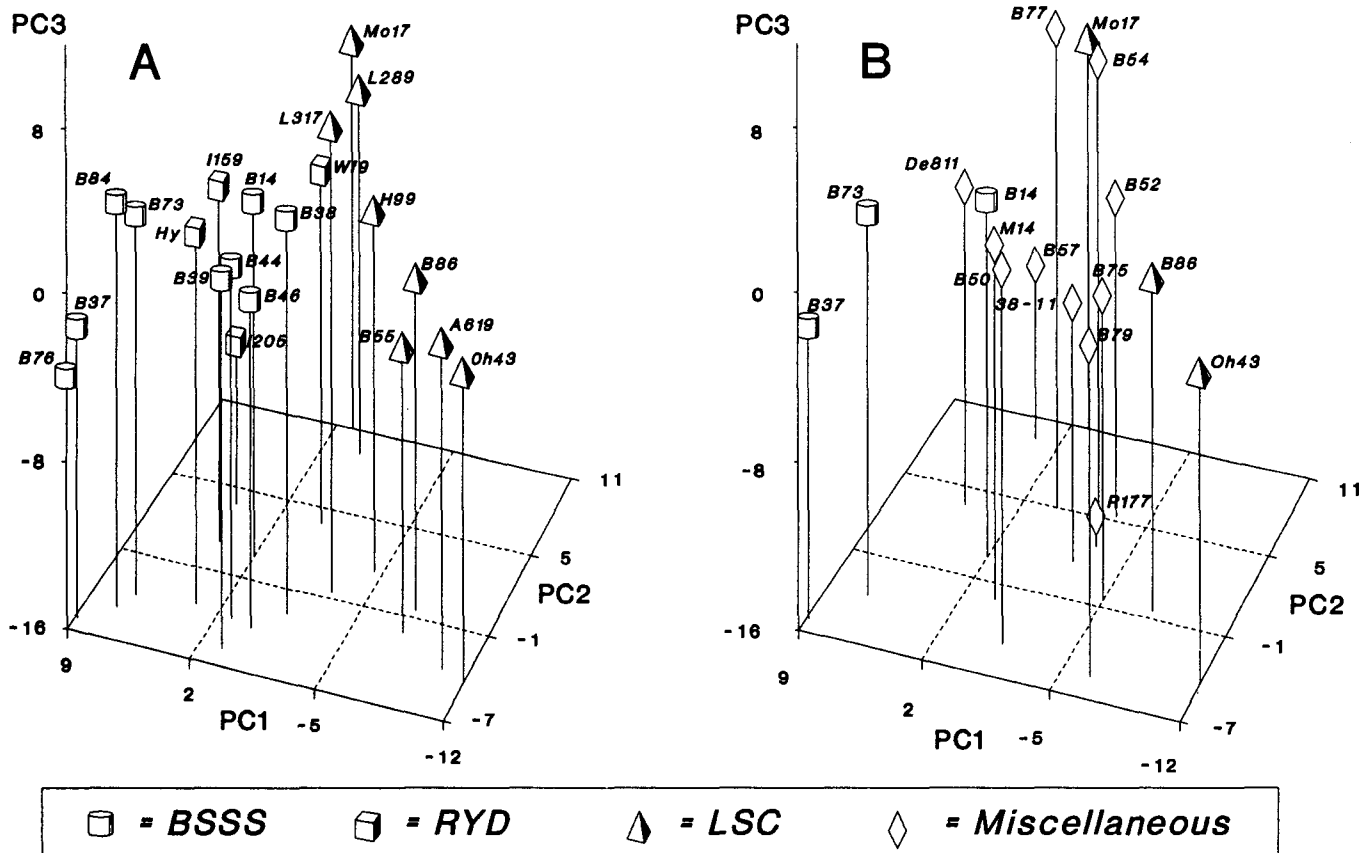 PC3
A
8
0
-8
-16
9
2
-5
-12
PC1
-7
-1
5
11
PC2
Mo17
L289
L317
W19
I159
B14
B84
B73
Hy
B38
H99
B44
B39
B46
B37
I205
B76
B86
B55
A619
Oh43
PC3
B
8
0
-8
-16
9
2
-5
-12
PC1
-7
-1
5
11
PC2
B77
Mo17
B54
De811
B73
B14
B52
M14
B57
B50
B75
B86
38-11
B37
B79
Oh43
R177
= BSSS
= RYD
= LSC
= Miscellaneous